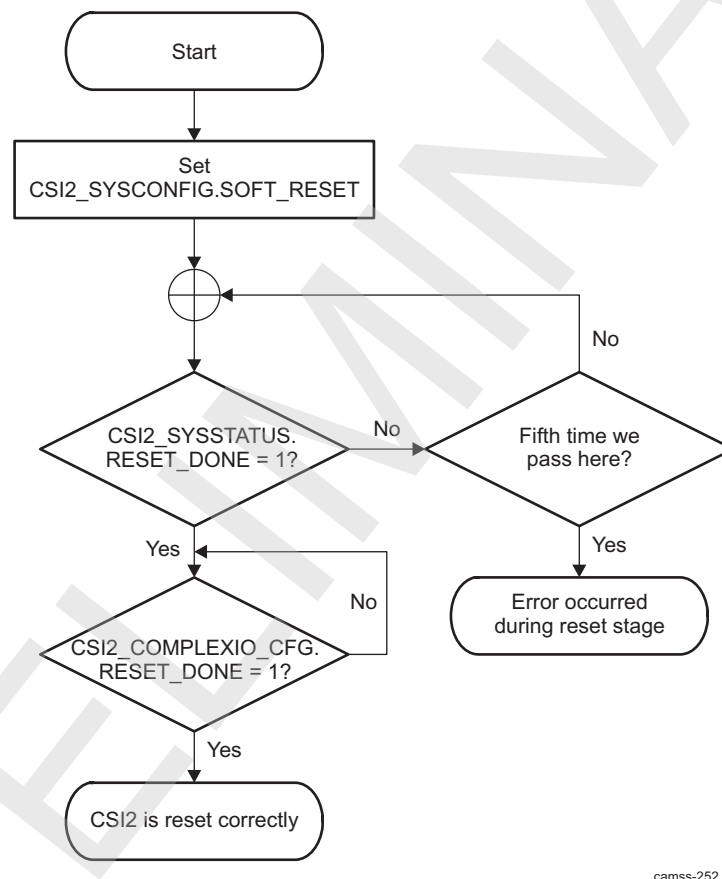 Start
Set
CSI2_SYSCONFIG.SOFT_RESET
No
CSI2_SYSSTATUS.
RESET_DONE = 1?
No
Fifth time we
pass here?
Yes
Yes
No
Error occurred
during reset stage
CSI2_COMPLEXIO_CFG.
RESET_DONE = 1?
Yes
CSI2 is reset correctly
camss-252
ELIMINA